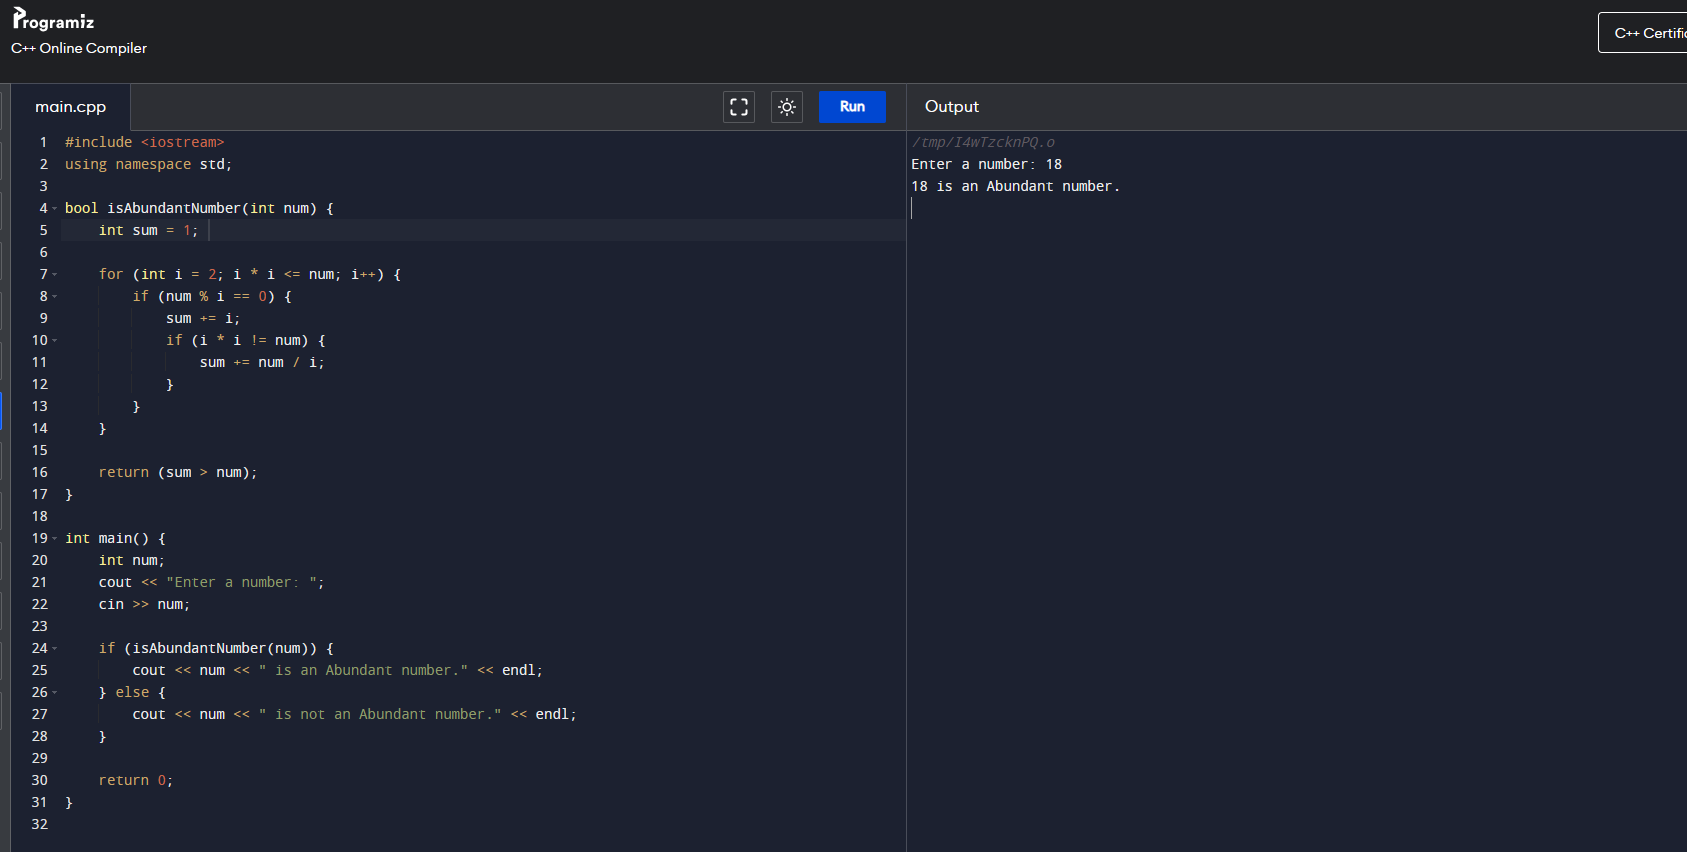 Programiz
C++ Online Compiler
C++ Certific
main.cpp
Run
Output
1 #include <iostream>
2 using namespace std;
3
4 bool isAbundantNumber(int num) {
5     int sum = 1;
6
7     for (int i = 2; i * i <= num; i++) {
8         if (num % i == 0) {
9             sum += i;
10             if (i * i != num) {
11                 sum += num / i;
12             }
13         }
14     }
15
16     return (sum > num);
17 }
18
19 int main() {
20     int num;
21     cout << "Enter a number: ";
22     cin >> num;
23
24     if (isAbundantNumber(num)) {
25         cout << num << " is an Abundant number." << endl;
26     } else {
27         cout << num << " is not an Abundant number." << endl;
28     }
29
30     return 0;
31 }
32
/tmp/I4wTzcknPQ.o
Enter a number: 18
18 is an Abundant number.